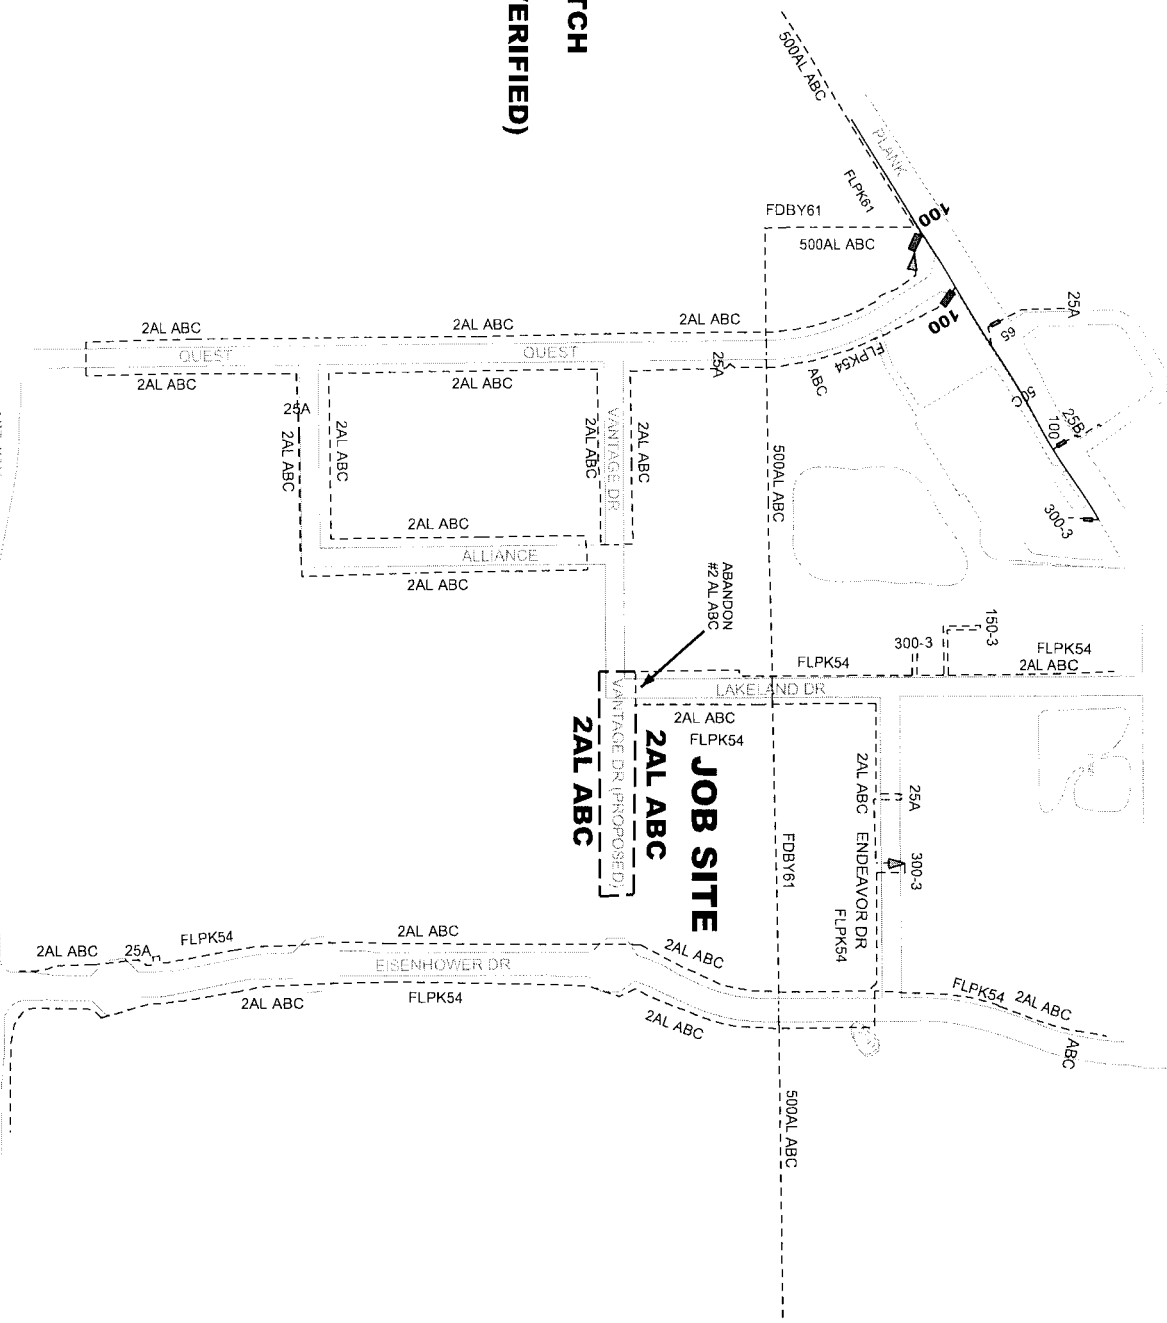 TCH
ERIFIED)
500AL ABC
PLANK
FLPK61
100
FDBY61
500AL ABC
25A
65
100
50 C
25B
100
300-3
2AL ABC
2AL ABC
2AL ABC
QUEST
QUEST
25A
FLPK54
ABC
2AL ABC
2AL ABC
25A
2AL ABC
2AL ABC
2AL ABC
VANTAGE DR
2AL ABC
500AL ABC
2AL ABC
ALLIANCE
2AL ABC
ABANDON
#2 AL ABC
150-3
300-3
FLPK54
FLPK54
2AL ABC
LAKELAND DR
2AL ABC
FLPK54
VANTAGE DR (PROPOSED)
2AL ABC
2AL ABC
JOB SITE
2AL ABC
ENDEAVOR DR
FLPK54
25A
300-3
FDBY61
2AL ABC
25A
FLPK54
2AL ABC
2AL ABC
EISENHOWER DR
2AL ABC
FLPK54
2AL ABC
FLPK54
2AL ABC
ABC
500AL ABC